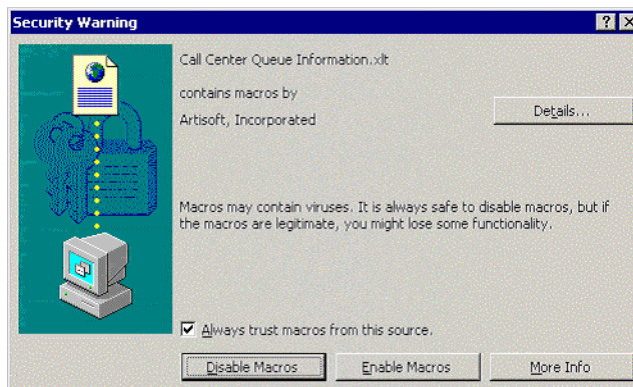 Security Warning
Call Center Queue Information.xlt
contains macros by
Artisoft, Incorporated
Details...
Macros may contain viruses. It is always safe to disable macros, but if
the macros are legitimate, you might lose some functionality.
Always trust macros from this source.
Disable Macros
Enable Macros
More Info